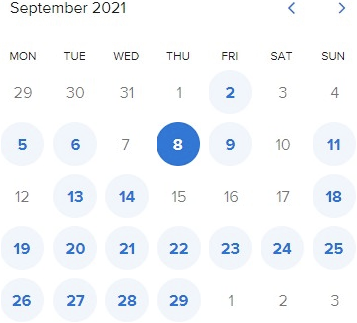 September 2021
MON TUE WED THU FRI SAT SUN
29 30 31 1 2 3 4
5 6 7 8 9 10 11
12 13 14 15 16 17 18
19 20 21 22 23 24 25
26 27 28 29 1 2 3